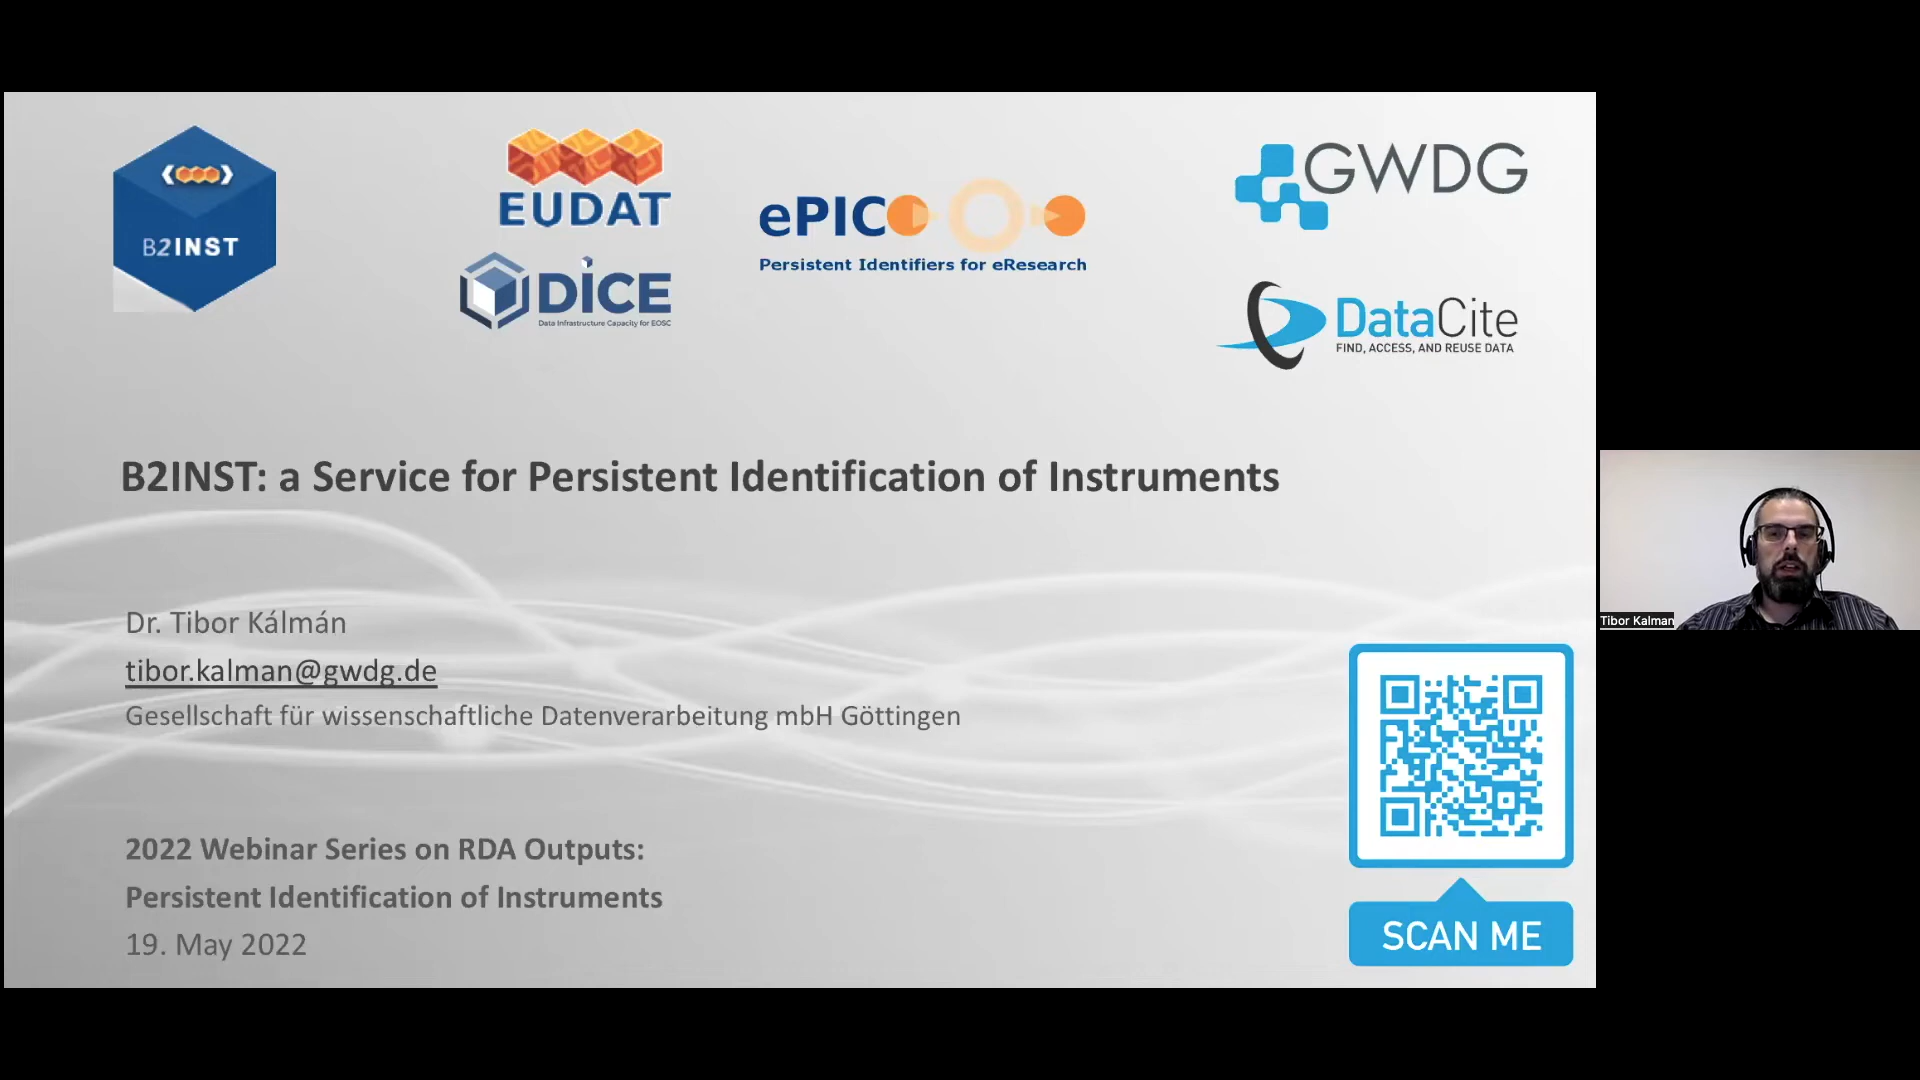 B2INST
EUDAT
DICE
Data Infrastructure Capacity for EOSC
ePIC
Persistent Identifiers for eResearch
GWDG
DataCite
FIND, ACCESS, AND REUSE DATA
B2INST: a Service for Persistent Identification of Instruments
Dr. Tibor Kálmán
tibor.kalman@gwdg.de
Gesellschaft für wissenschaftliche Datenverarbeitung mbH Göttingen
2022 Webinar Series on RDA Outputs:
Persistent Identification of Instruments
19. May 2022
SCAN ME
Tibor Kalman